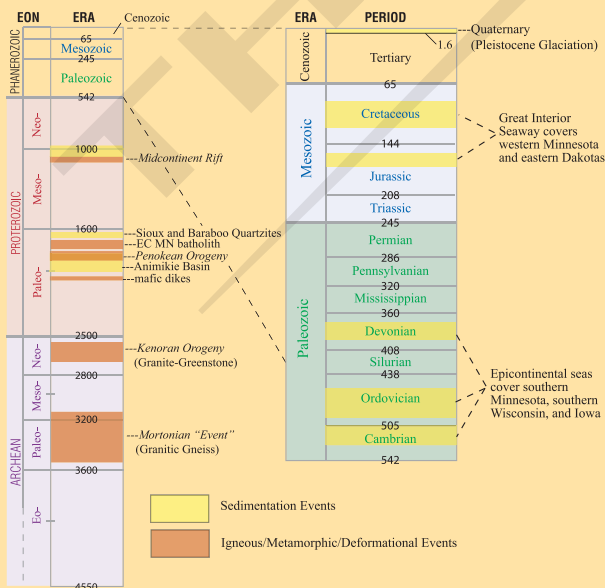 EON ERA
Cenozoic
PHANEROZOIC
65
Mesozoic
245
Paleozoic
542
PROTEROZOIC
Neo-
1000
Midcontinent Rift
Meso-
1600
Sioux and Baraboo Quartzites
EC MN batholith
Penokean Orogeny
Animikie Basin
mafic dikes
Paleo-
2500
ARCHEAN
Neo-
Kenoran Orogeny
(Granite-Greenstone)
2800
Meso-
3200
Paleo-
Mortonian “Event”
(Granitic Gneiss)
3600
Eo-
4550
ERA PERIOD
Cenozoic
Quaternary
(Pleistocene Glaciation)
1.6
Tertiary
65
Mesozoic
Cretaceous
Great Interior
Seaway covers
western Minnesota
and eastern Dakotas
144
Jurassic
208
Triassic
245
Paleozoic
Permian
286
Pennsylvanian
320
Mississippian
360
Devonian
408
Silurian
438
Ordovician
Epicontinental seas
cover southern
Minnesota, southern
Wisconsin, and Iowa
505
Cambrian
542
Sedimentation Events
Igneous/Metamorphic/Deformational Events